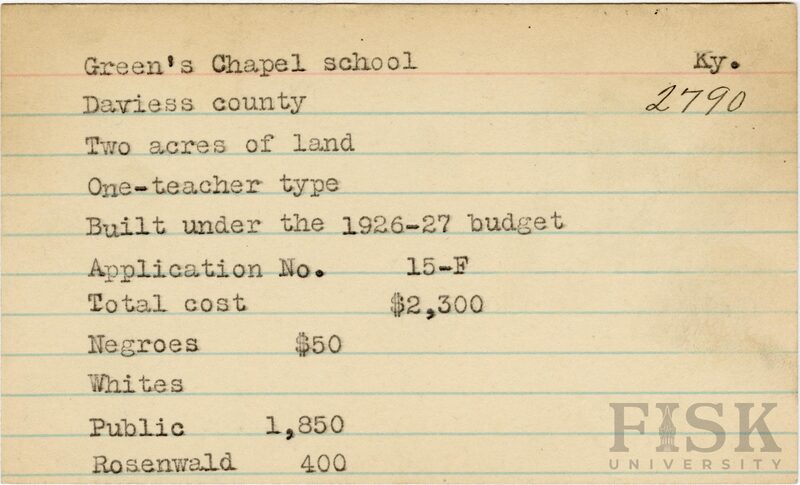 Green's Chapel school Ky.
Daviess county 2790
Two acres of land
One-teacher type
Built under the 1926-27 budget
Application No. 15-F
Total cost $2,300
Negroes $50
Whites
Public 1,850
Rosenwald 400
FISK
UNIVERSITY